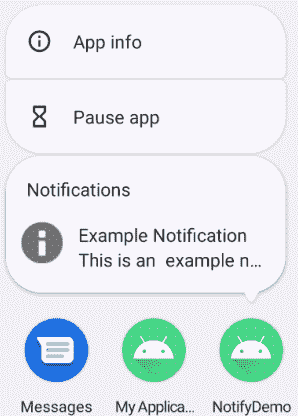 App info
Pause app
Notifications
Example Notification
This is an example n...
Messages My Applica... NotifyDemo